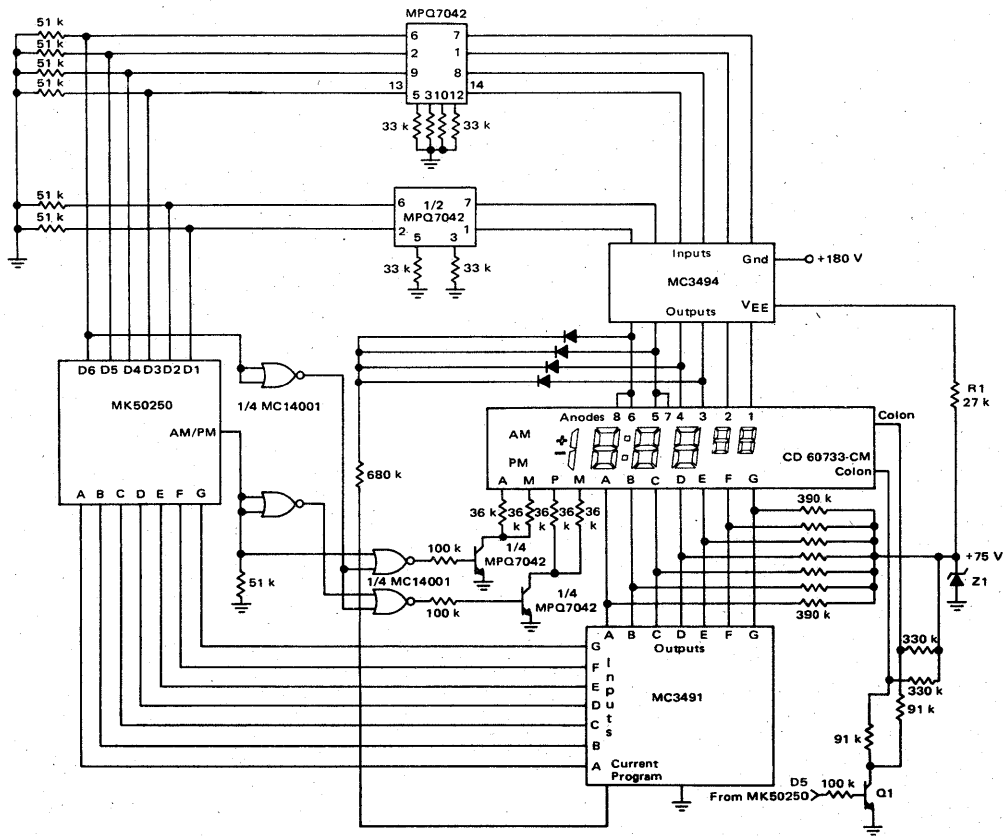 MPQ7042
51 k
51 k
51 k
51 k
6 7
2 1
9 8
13 14
5 3 10 12
33 k 33 k
51 k
51 k
6 1/2 7
MPQ7042
2 1
5 3
33 k 33 k
Inputs
Gnd
+180 V
MC3494
VEE
Outputs
D6 D5 D4 D3 D2 D1
MK50250
1/4 MC14001
AM/PM
A B C D E F G
R1
27 k
Anodes
8 6 5 7 4 3 2 1
Colon
AM
+
-
PM
CD 60733-CM
Colon
A M P M A B C D E F G
680 k
36 k
36 k
36 k
36 k
390 k
390 k
+75 V
Z1
100 k
1/4
MPQ7042
1/4 MC14001
51 k
100 k
1/4
MPQ7042
A B C D E F G
Outputs
G
F
E
D
C
B
A
Inputs
MC3491
Current
Program
330 k
330 k
91 k
91 k
D5
From MK50250
100 k
Q1